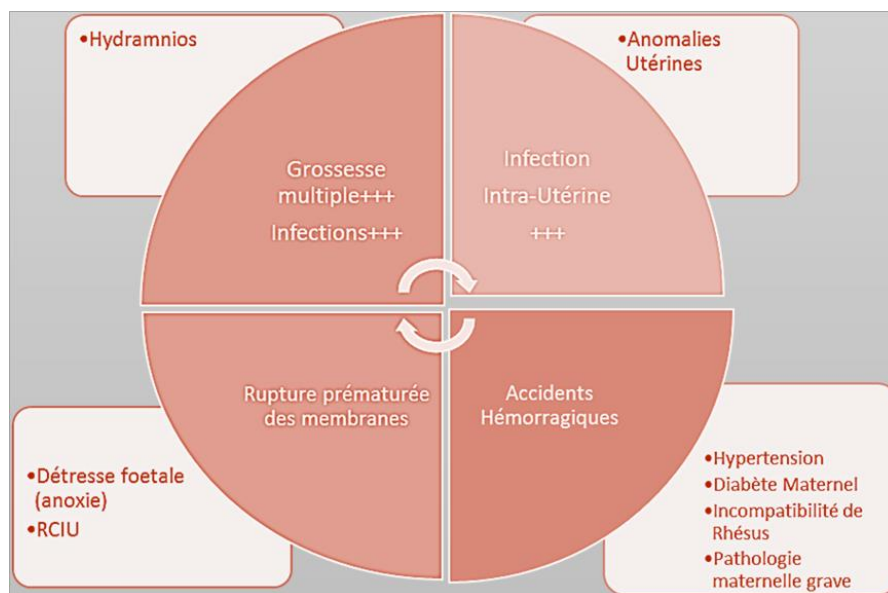 •Hydramnios
•Anomalies
Utérines
Grossesse
multiple+++
Infections+++
Infection
Intra-Utérine
+++
Rupture prématurée
des membranes
Accidents
Hémorragiques
•Détresse foetale
(anoxie)
•RCIU
•Hypertension
•Diabète Maternel
•Incompatibilité de
Rhésus
•Pathologie
maternelle grave